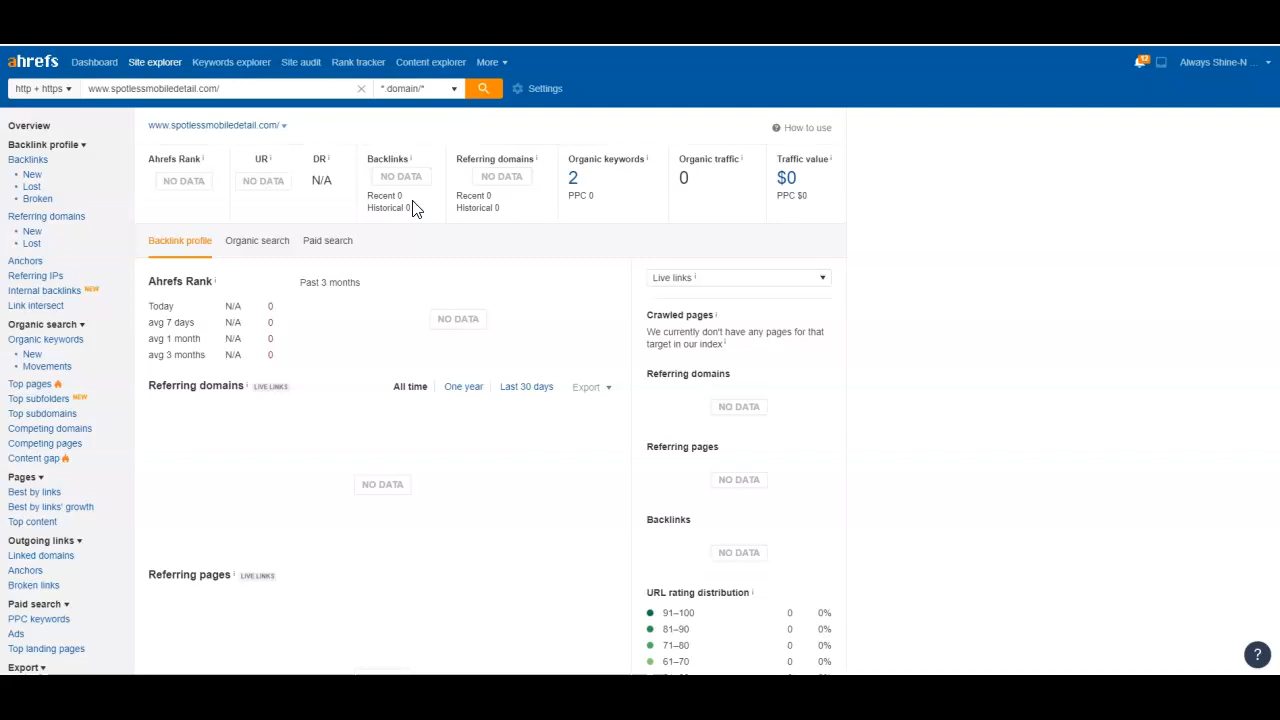 ahrefs Dashboard Site explorer Keywords explorer Site audit Rank tracker Content explorer More 12 Always Shine-N ...
http + https www.spotlessmobiledetail.com/ *.domain/* Settings
Overview
Backlink profile
Backlinks
• New
• Lost
• Broken
Referring domains
• New
• Lost
Anchors
Referring IPs
Internal backlinks NEW
Link intersect
Organic search
Organic keywords
• New
• Movements
Top pages
Top subfolders NEW
Top subdomains
Competing domains
Competing pages
Content gap
Pages
Best by links
Best by links' growth
Top content
Outgoing links
Linked domains
Anchors
Broken links
Paid search
PPC keywords
Ads
Top landing pages
Export
www.spotlessmobiledetail.com/ How to use
Ahrefs Rank i UR i DR i Backlinks i Referring domains i Organic keywords i Organic traffic i Traffic value i
NO DATA NO DATA N/A NO DATA NO DATA 2 0 $0
Recent 0 Recent 0 PPC 0 PPC $0
Historical 0 Historical 0
Backlink profile Organic search Paid search
Ahrefs Rank i Past 3 months
Today N/A 0
avg 7 days N/A 0
avg 1 month N/A 0
avg 3 months N/A 0
NO DATA
Referring domains i LIVE LINKS All time One year Last 30 days Export
NO DATA
Referring pages i LIVE LINKS
Live links i
Crawled pages i
We currently don't have any pages for that
target in our index i
Referring domains
NO DATA
Referring pages
NO DATA
Backlinks
NO DATA
URL rating distribution i
91–100 0 0%
81–90 0 0%
71–80 0 0%
61–70 0 0%
?